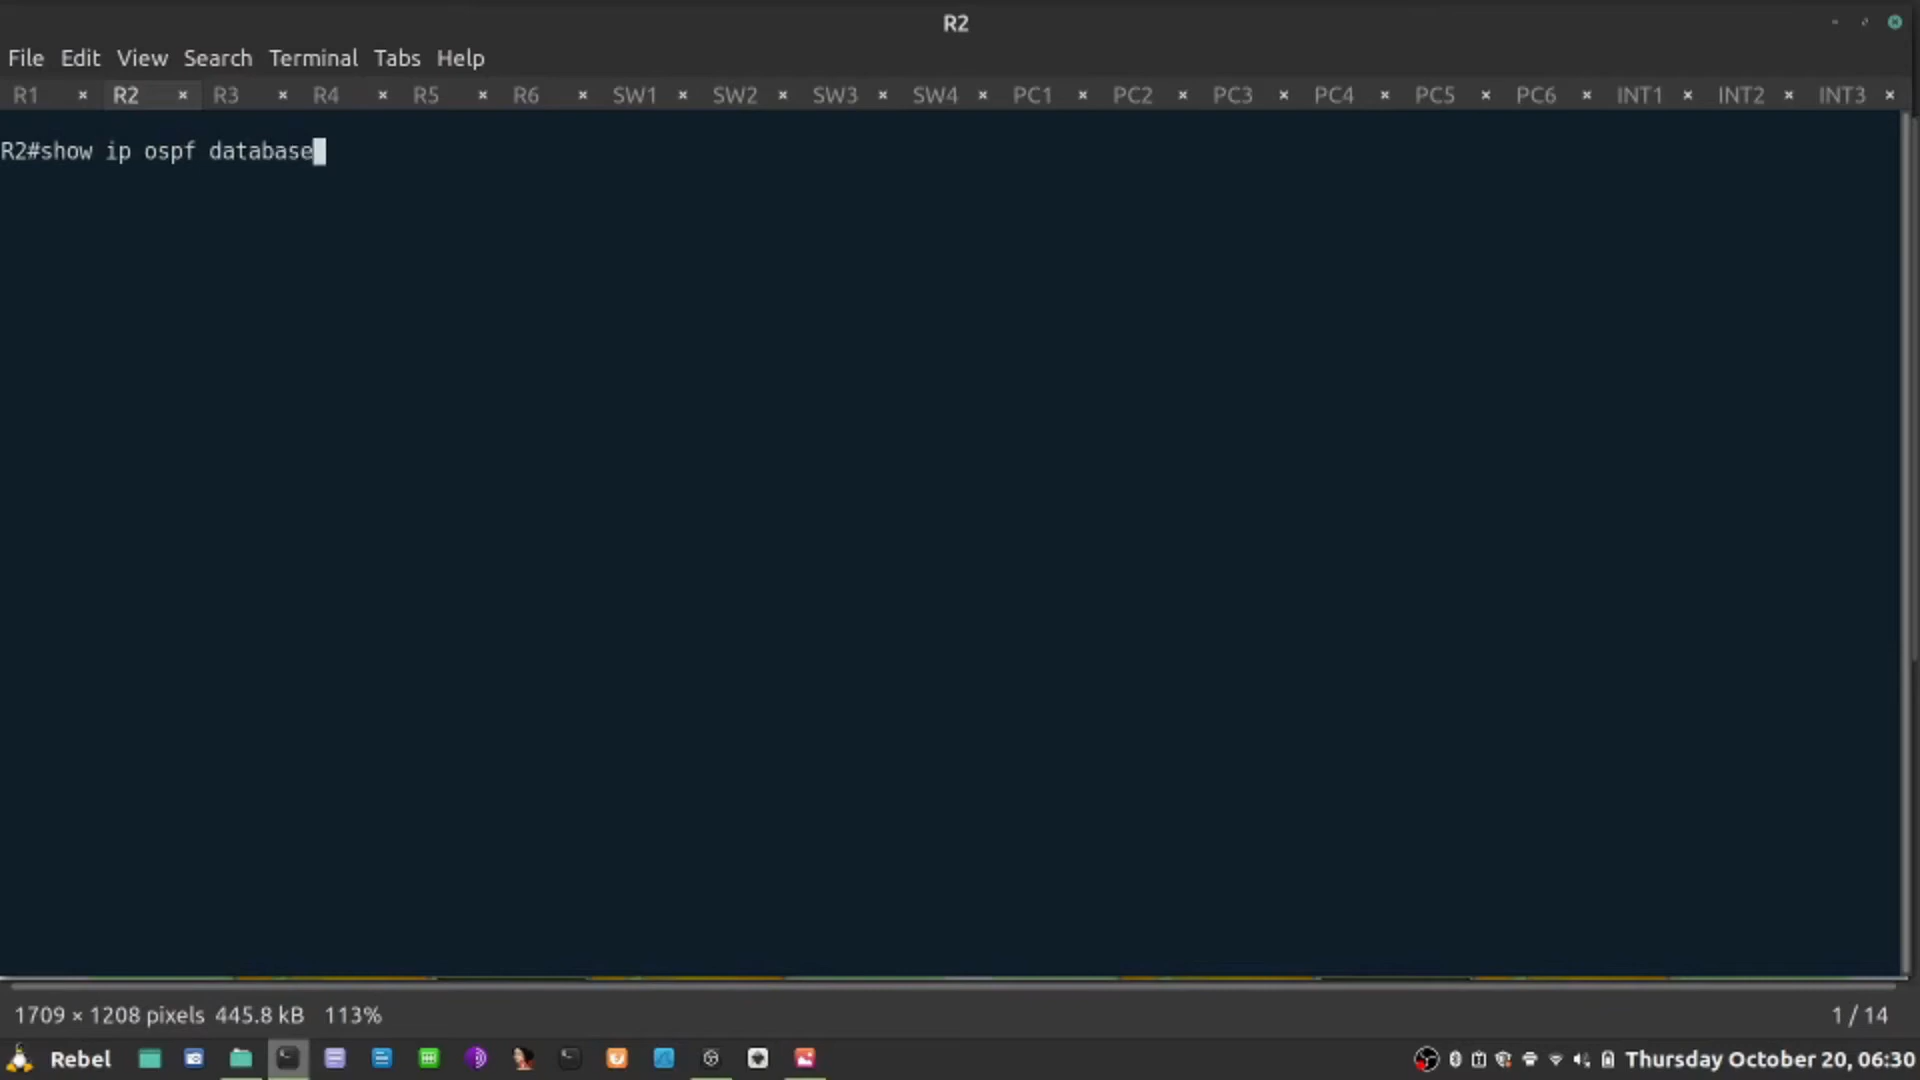 R2
File Edit View Search Terminal Tabs Help
R1 × R2 × R3 × R4 × R5 × R6 × SW1 × SW2 × SW3 × SW4 × PC1 × PC2 × PC3 × PC4 × PC5 × PC6 × INT1 × INT2 × INT3 ×
R2#show ip ospf database
1709 × 1208 pixels 445.8 kB 113% 1 / 14
Rebel Thursday October 20, 06:30